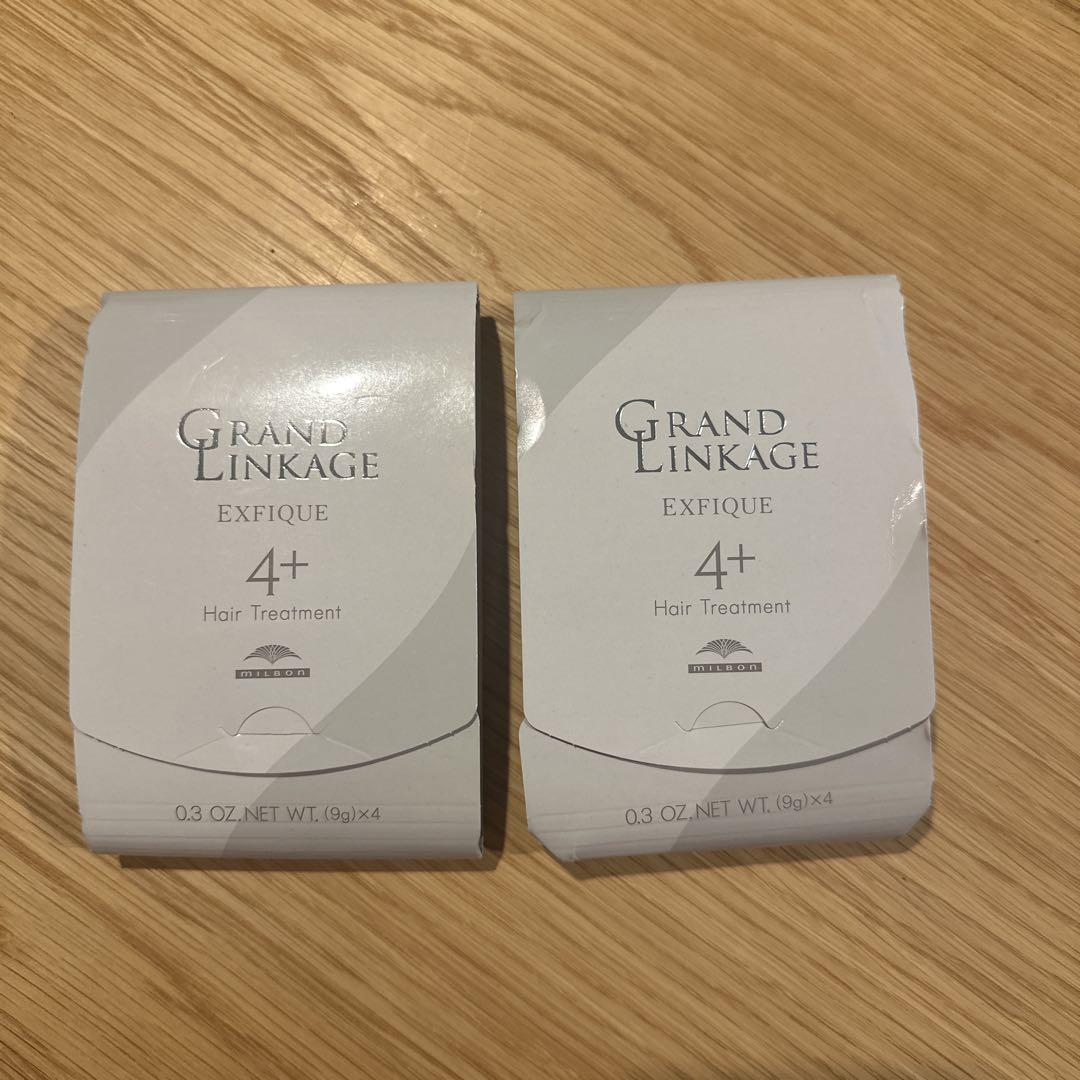 GRAND
LINKAGE
EXFIQUE
4+
Hair Treatment
MILBON
0.3 OZ. NET WT. (9g)×4
GRAND
LINKAGE
EXFIQUE
4+
Hair Treatment
MILBON
0.3 OZ. NET WT. (9g)×4